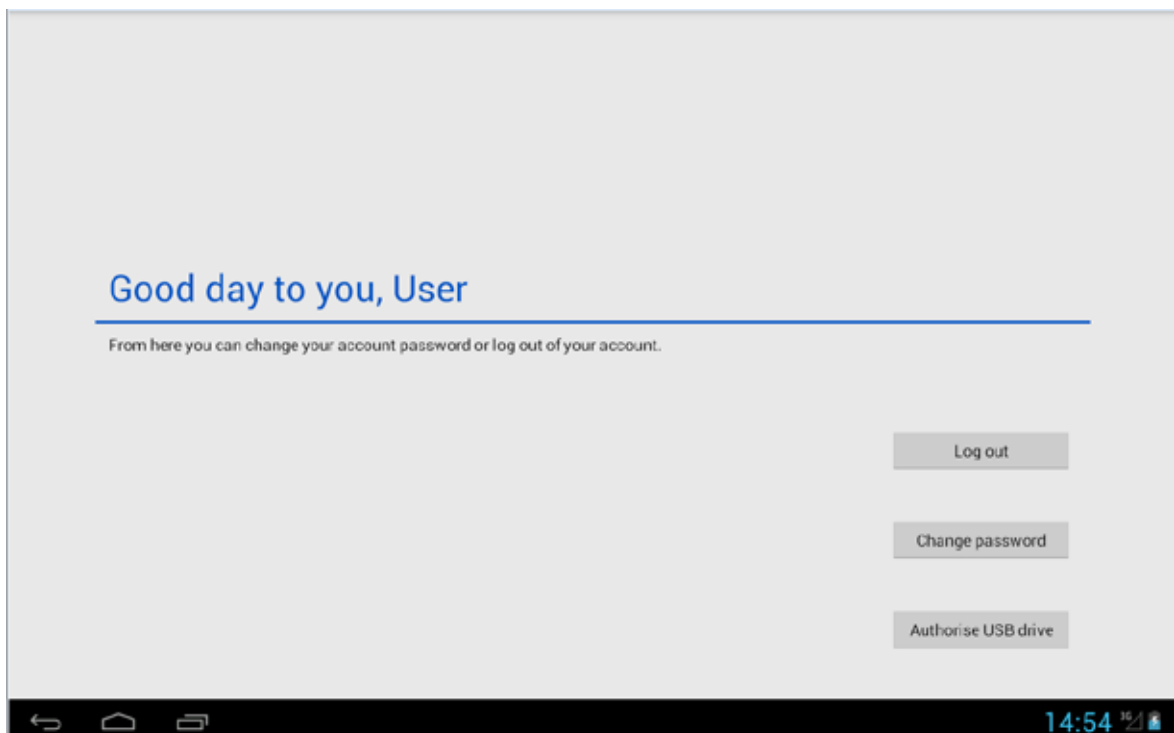 Good day to you, User
From here you can change your account password or log out of your account.
Log out
Change password
Authorise USB drive
14:54 3G